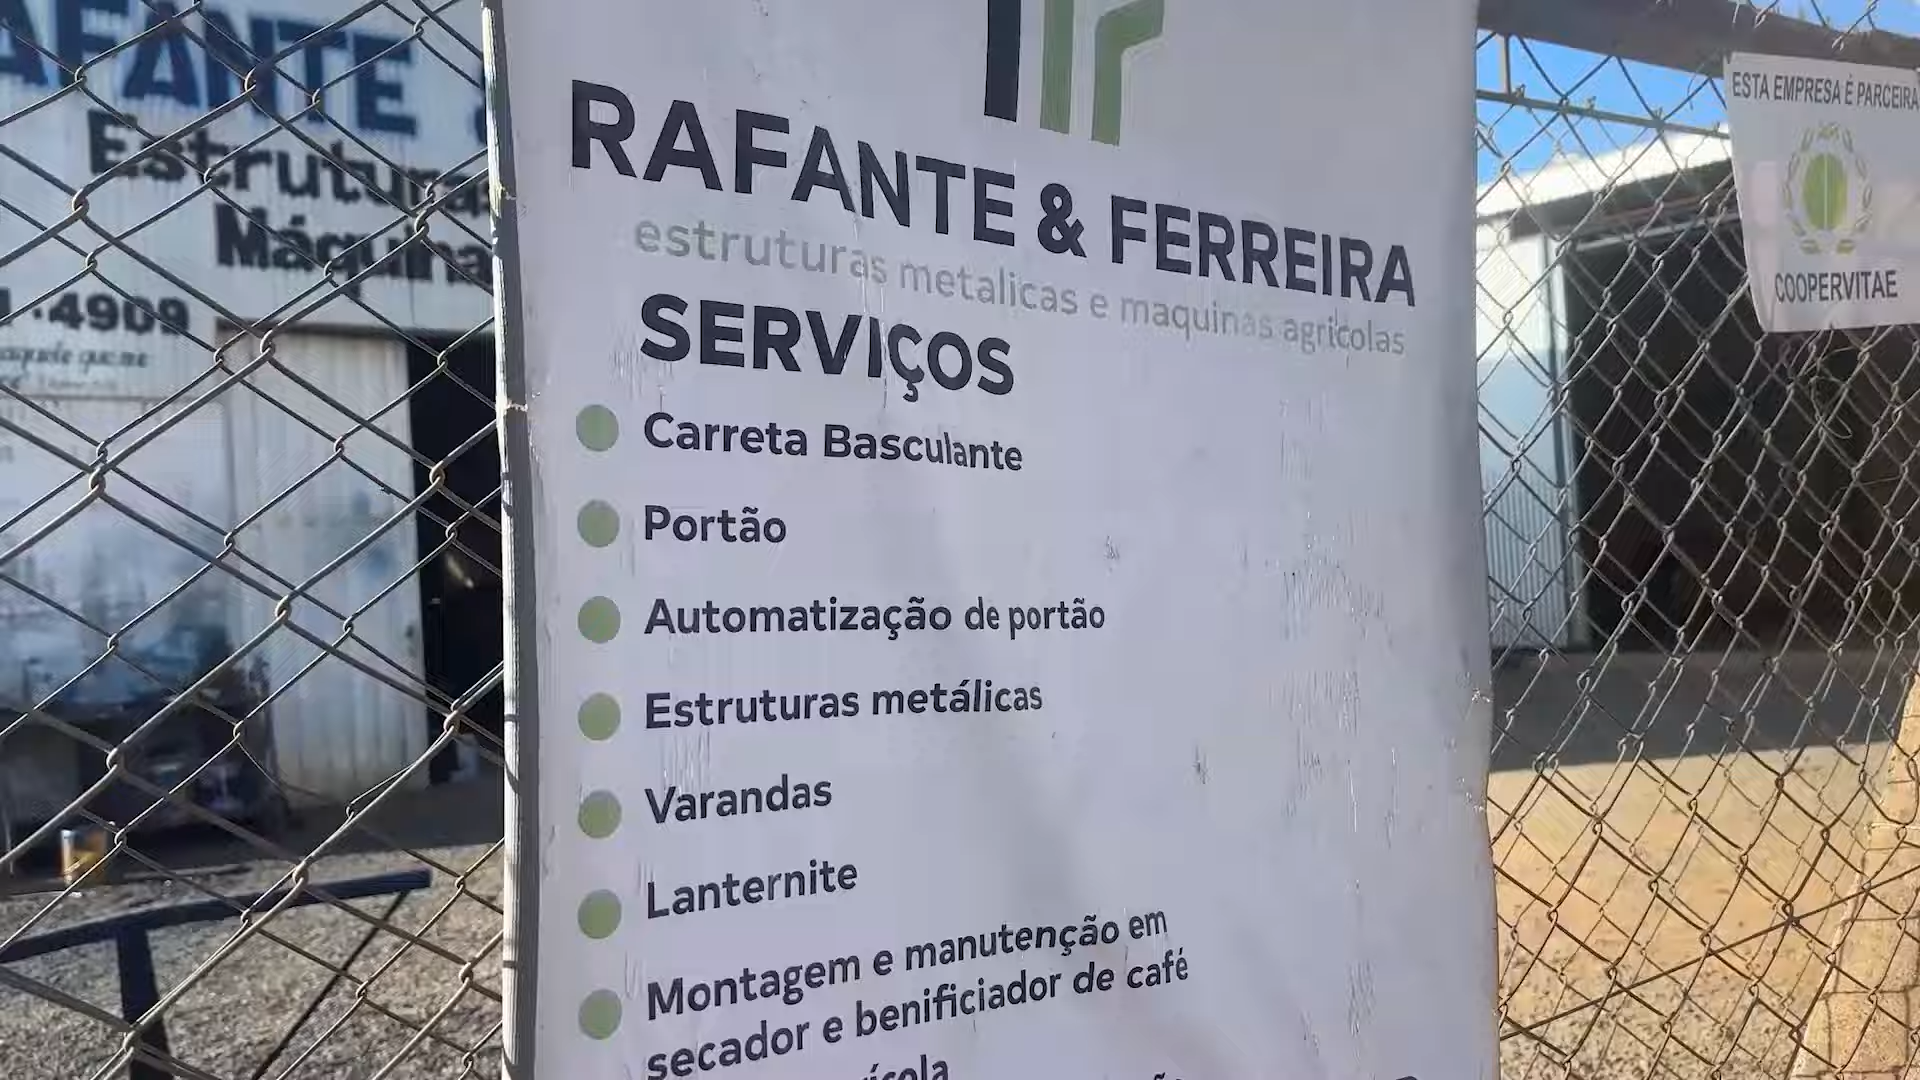 RAFANTE & FERREIRA
estruturas metalicas e maquinas agricolas
SERVIÇOS
Carreta Basculante
Portão
Automatização de portão
Estruturas metálicas
Varandas
Lanternite
Montagem e manutenção em
secador e benificiador de café
AFANTE
Estruturas
Máquina
4909
ESTA EMPRESA É PARCEIRA
COOPERVITAE